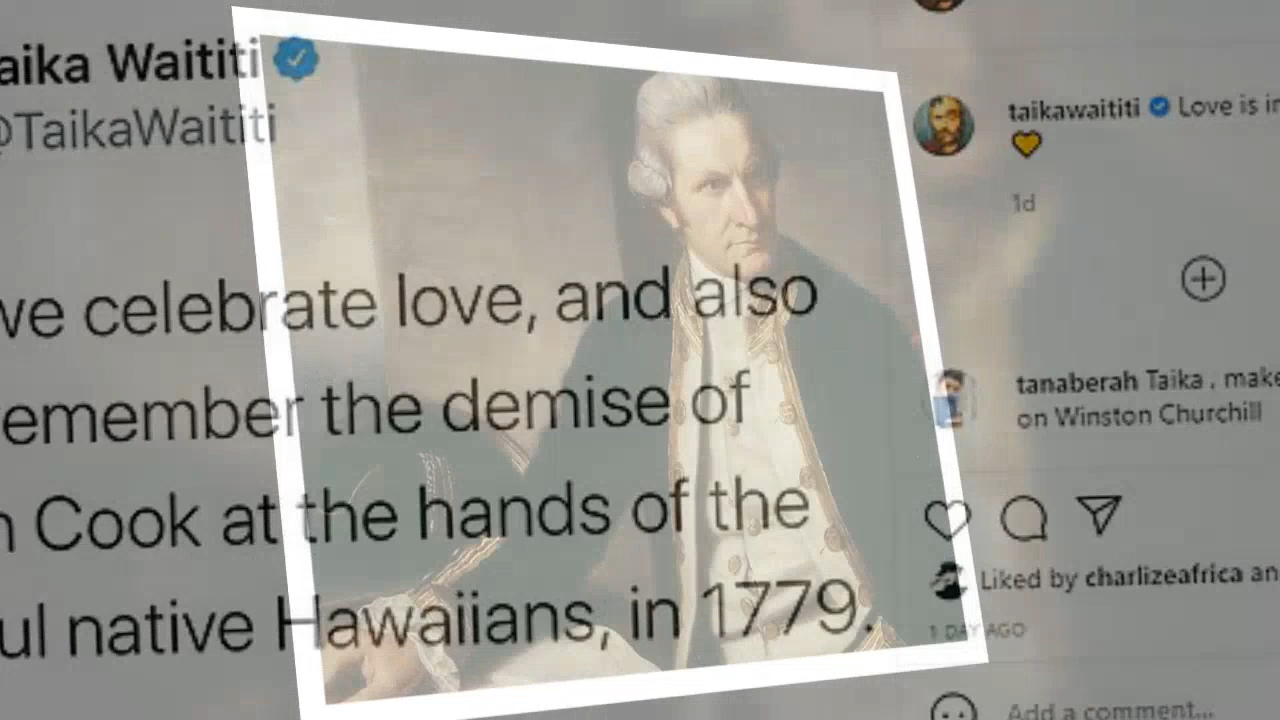 aika Waititi
@TaikaWaititi
we celebrate love, and also
emember the demise of
n Cook at the hands of the
ul native Hawaiians, in 1779.
taikawaititi Love is in
1d
tanaberah Taika , make
on Winston Churchill
Liked by charlizeafrica an
1 DAY AGO
Add a comment...